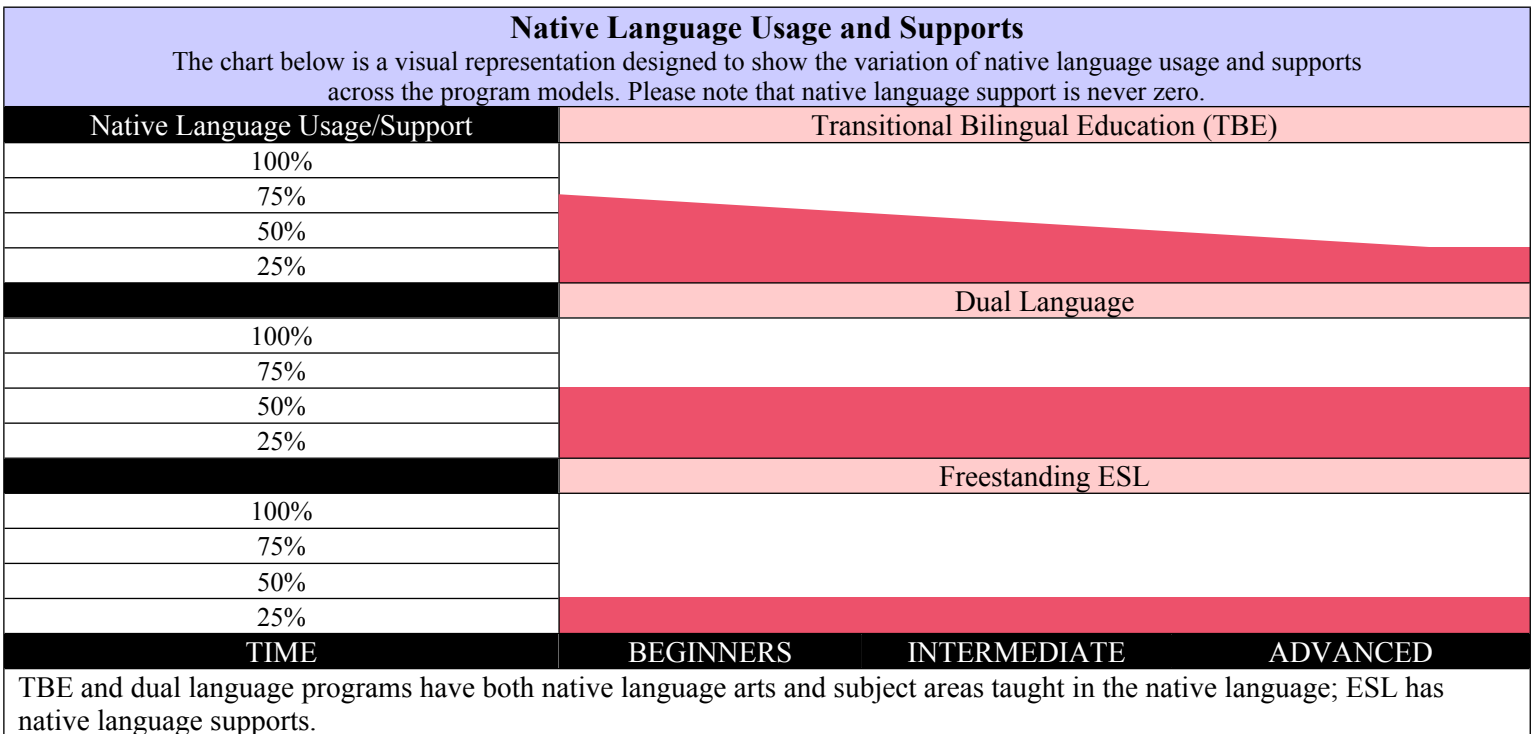 Native Language Usage and Supports
The chart below is a visual representation designed to show the variation of native language usage and supports
across the program models. Please note that native language support is never zero.
Native Language Usage/Support Transitional Bilingual Education (TBE)
100%
75%
50%
25%
Dual Language
100%
75%
50%
25%
Freestanding ESL
100%
75%
50%
25%
TIME BEGINNERS INTERMEDIATE ADVANCED
TBE and dual language programs have both native language arts and subject areas taught in the native language; ESL has
native language supports.